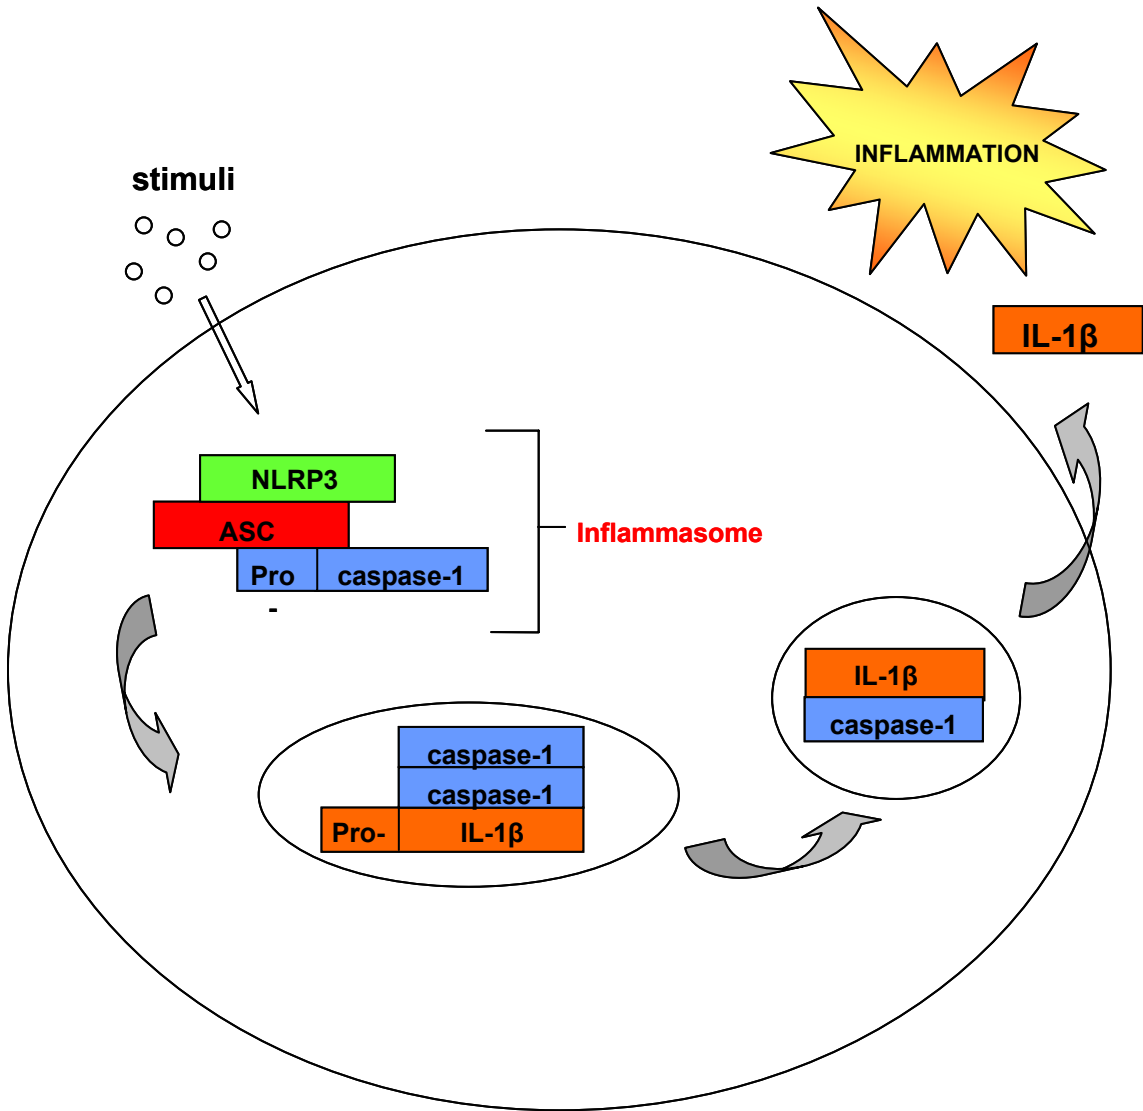 INFLAMMATION
stimuli
IL-1β
NLRP3
ASC
Inflammasome
Pro
-
caspase-1
IL-1β
caspase-1
caspase-1
caspase-1
Pro-
IL-1β